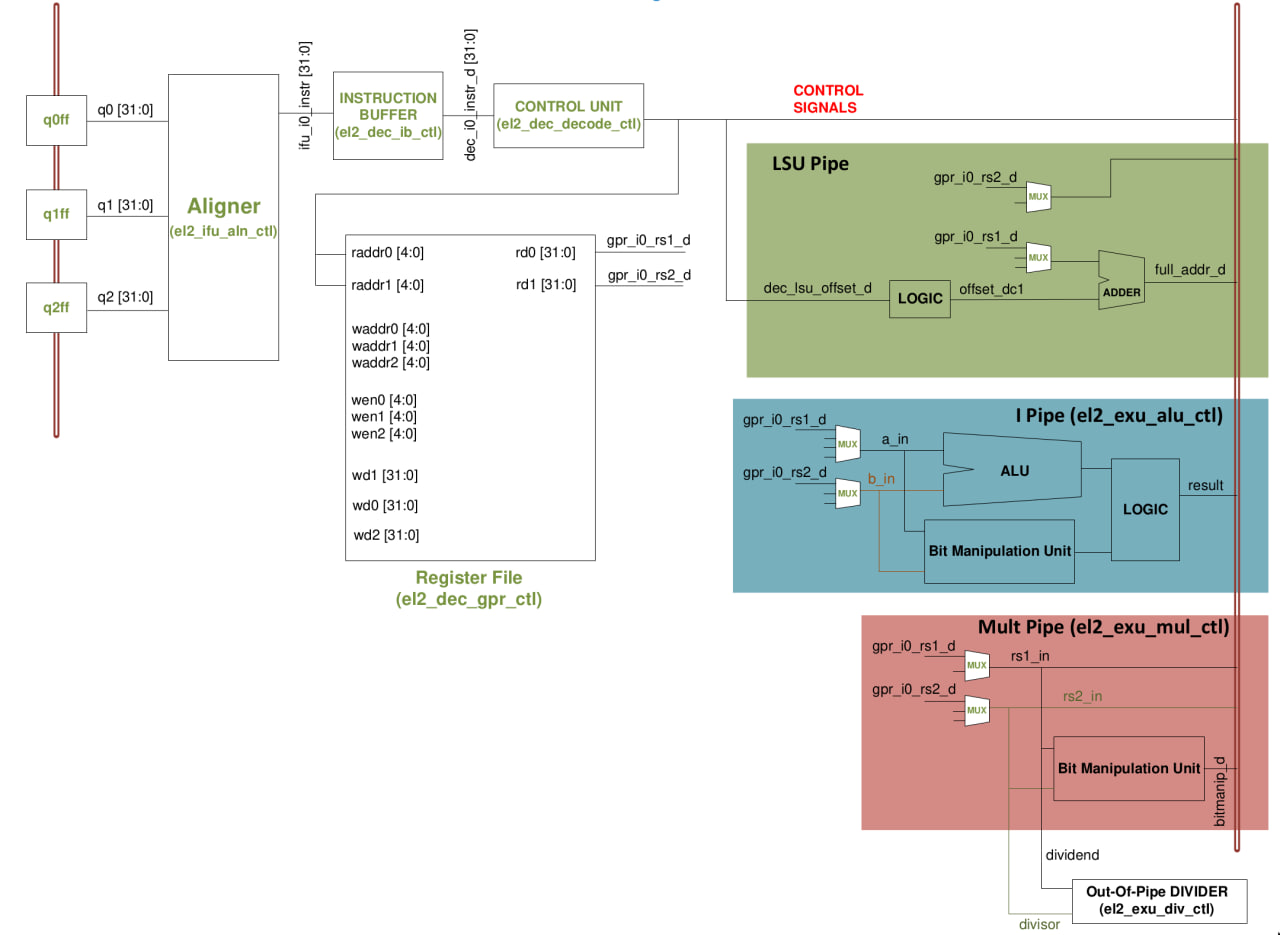 q0ff
q0 [31:0]
q1ff
q1 [31:0]
q2ff
q2 [31:0]
Aligner
(el2_ifu_aln_ctl)
ifu_i0_instr [31:0]
INSTRUCTION
BUFFER
(el2_dec_ib_ctl)
dec_i0_instr_d [31:0]
CONTROL UNIT
(el2_dec_decode_ctl)
CONTROL
SIGNALS
raddr0 [4:0]
rd0 [31:0]
gpr_i0_rs1_d
raddr1 [4:0]
rd1 [31:0]
gpr_i0_rs2_d
waddr0 [4:0]
waddr1 [4:0]
waddr2 [4:0]
wen0 [4:0]
wen1 [4:0]
wen2 [4:0]
wd1 [31:0]
wd0 [31:0]
wd2 [31:0]
Register File
(el2_dec_gpr_ctl)
LSU Pipe
gpr_i0_rs2_d
MUX
gpr_i0_rs1_d
MUX
dec_lsu_offset_d
LOGIC
offset_dc1
ADDER
full_addr_d
I Pipe (el2_exu_alu_ctl)
gpr_i0_rs1_d
MUX
a_in
gpr_i0_rs2_d
MUX
b_in
ALU
Bit Manipulation Unit
LOGIC
result
Mult Pipe (el2_exu_mul_ctl)
gpr_i0_rs1_d
MUX
rs1_in
gpr_i0_rs2_d
MUX
rs2_in
Bit Manipulation Unit
bitmanip_d
dividend
divisor
Out-Of-Pipe DIVIDER
(el2_exu_div_ctl)